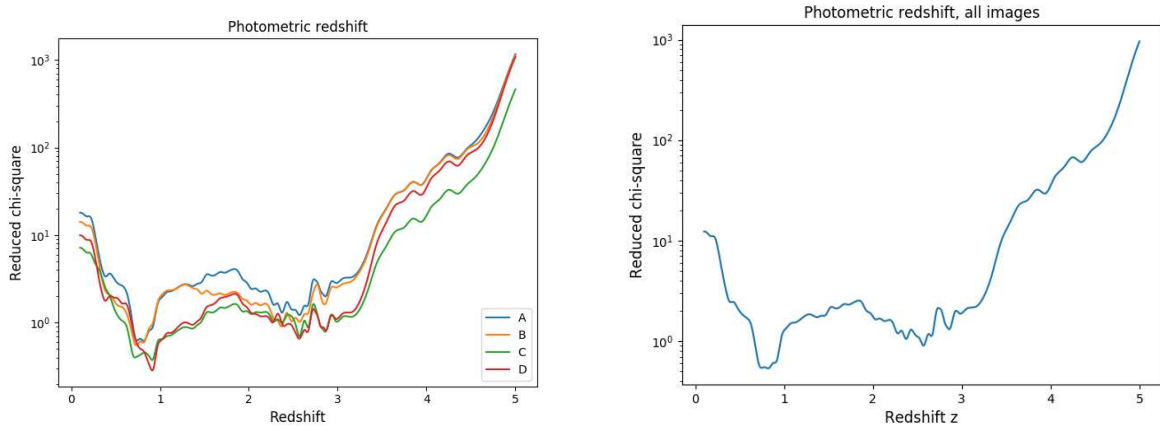 Photometric redshift
Reduced chi-square
10³
10²
10¹
10⁰
0 1 2 3 4 5
Redshift
A
B
C
D
Photometric redshift, all images
Reduced chi-square
10³
10²
10¹
10⁰
0 1 2 3 4 5
Redshift z